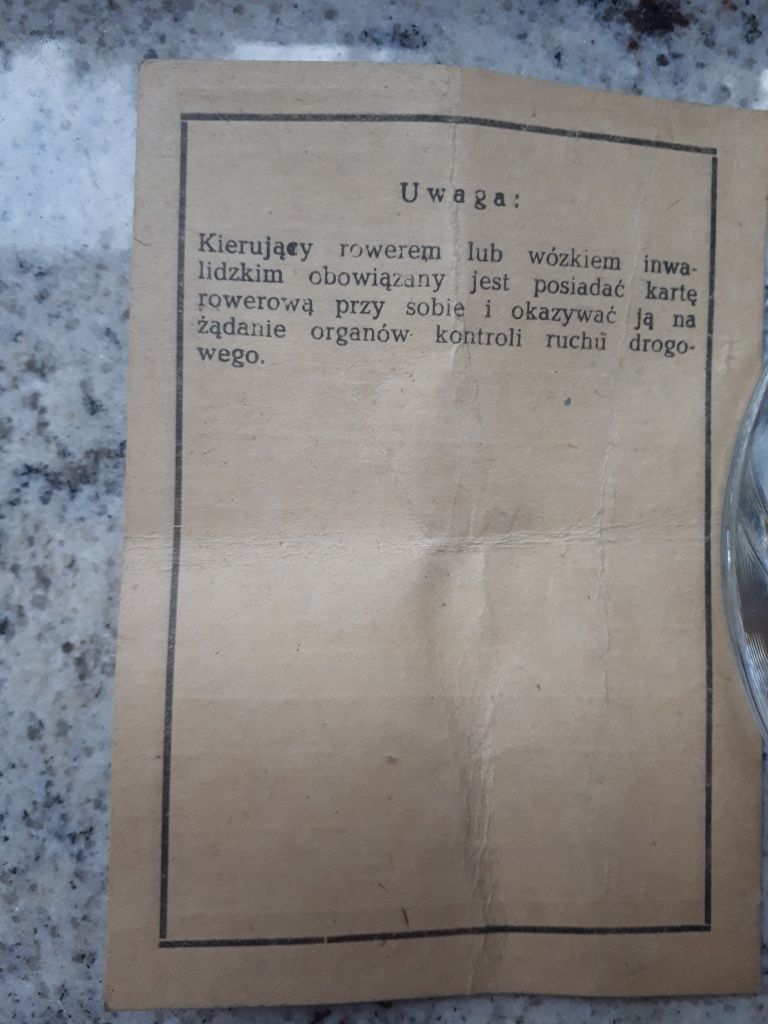 Uwaga:
Kierujący rowerem lub wózkiem inwa-
lidzkim obowiązany jest posiadać kartę
rowerową przy sobie i okazywać ją na
żądanie organów kontroli ruchu drogo-
wego.